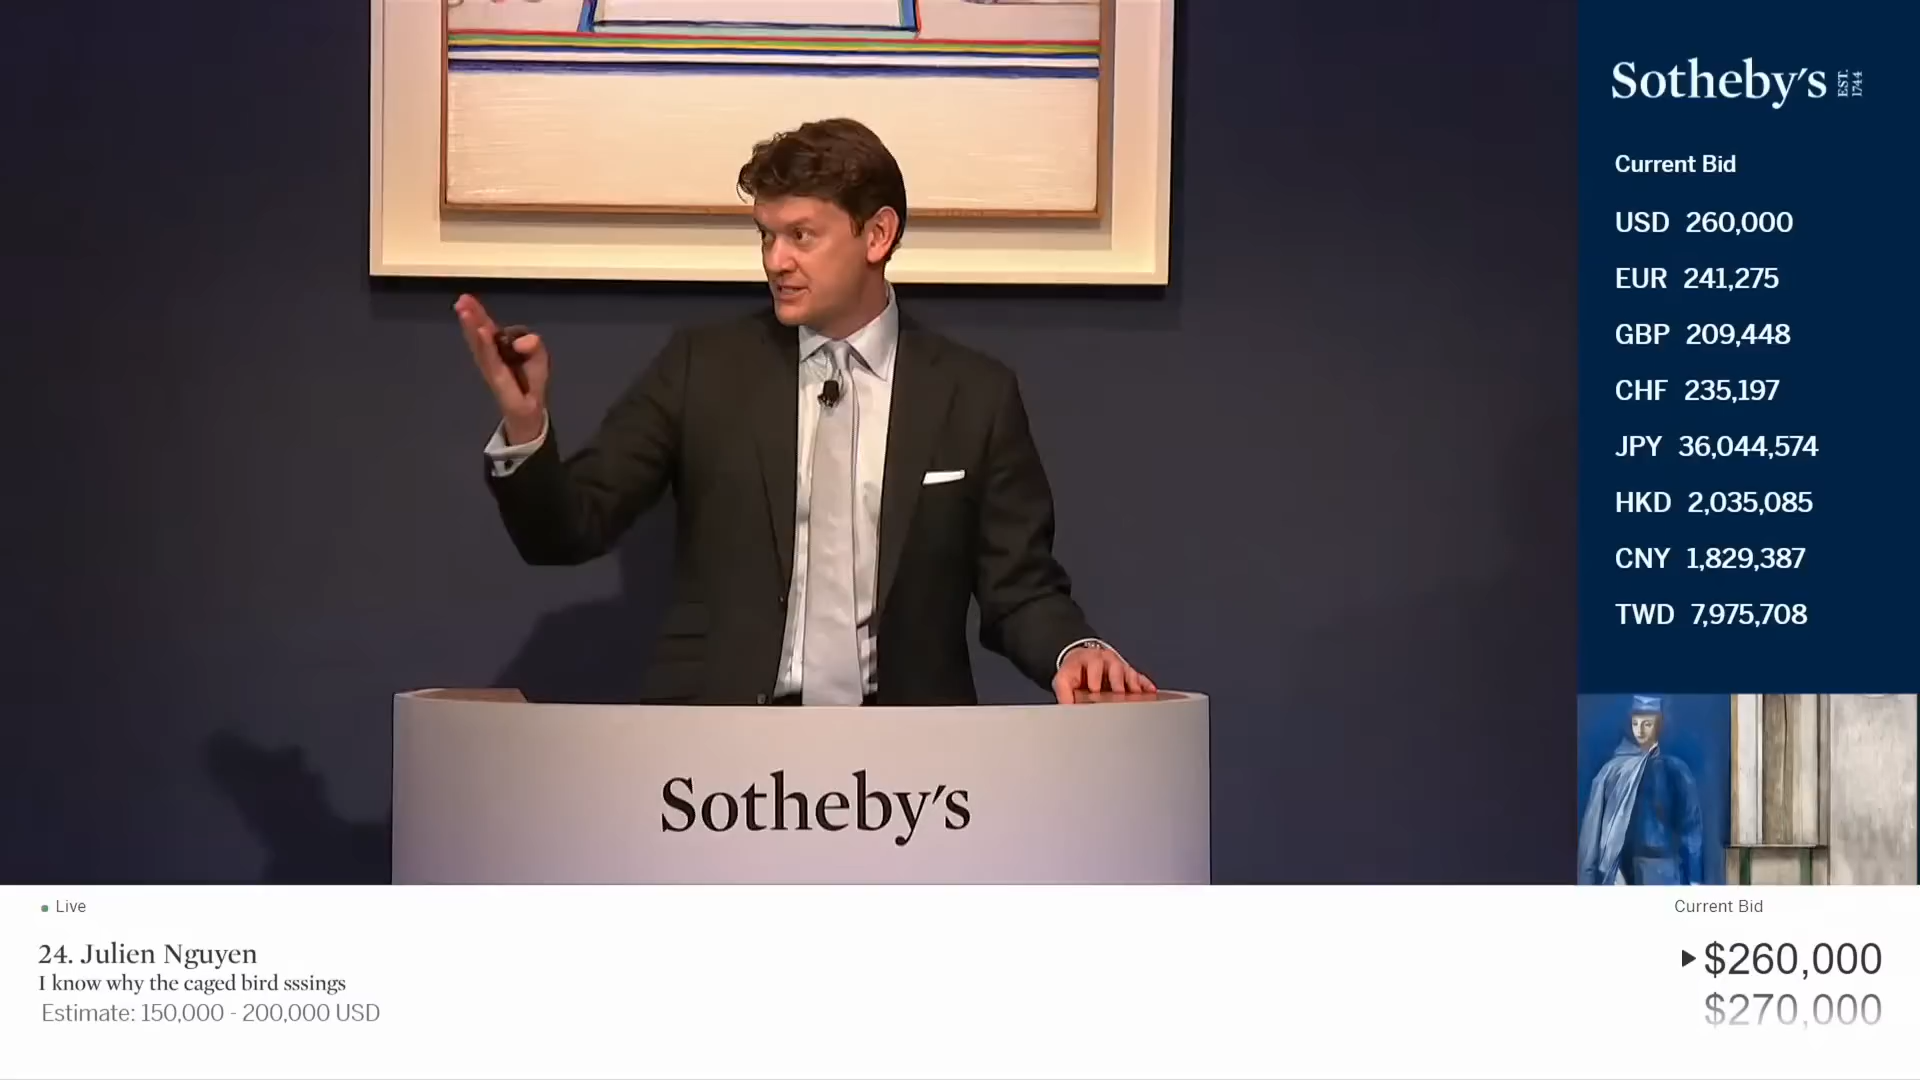 Sotheby's EST. 1744
Current Bid
USD 260,000
EUR 241,275
GBP 209,448
CHF 235,197
JPY 36,044,574
HKD 2,035,085
CNY 1,829,387
TWD 7,975,708
Sotheby's
Live
24. Julien Nguyen
I know why the caged bird sssings
Estimate: 150,000 - 200,000 USD
Current Bid
$260,000
$270,000